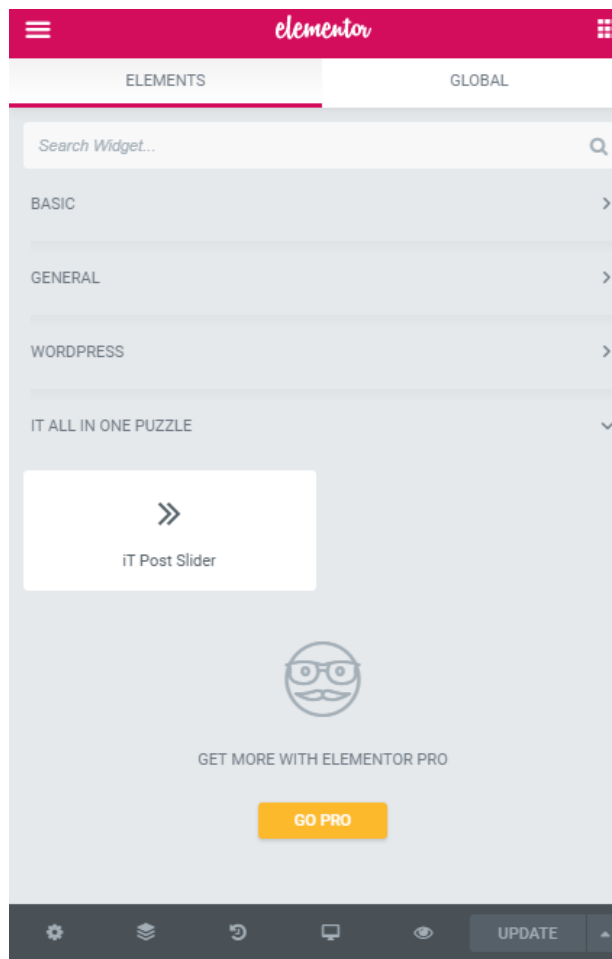 elementor
ELEMENTS GLOBAL
Search Widget...
BASIC
GENERAL
WORDPRESS
IT ALL IN ONE PUZZLE
iT Post Slider
GET MORE WITH ELEMENTOR PRO
GO PRO
UPDATE